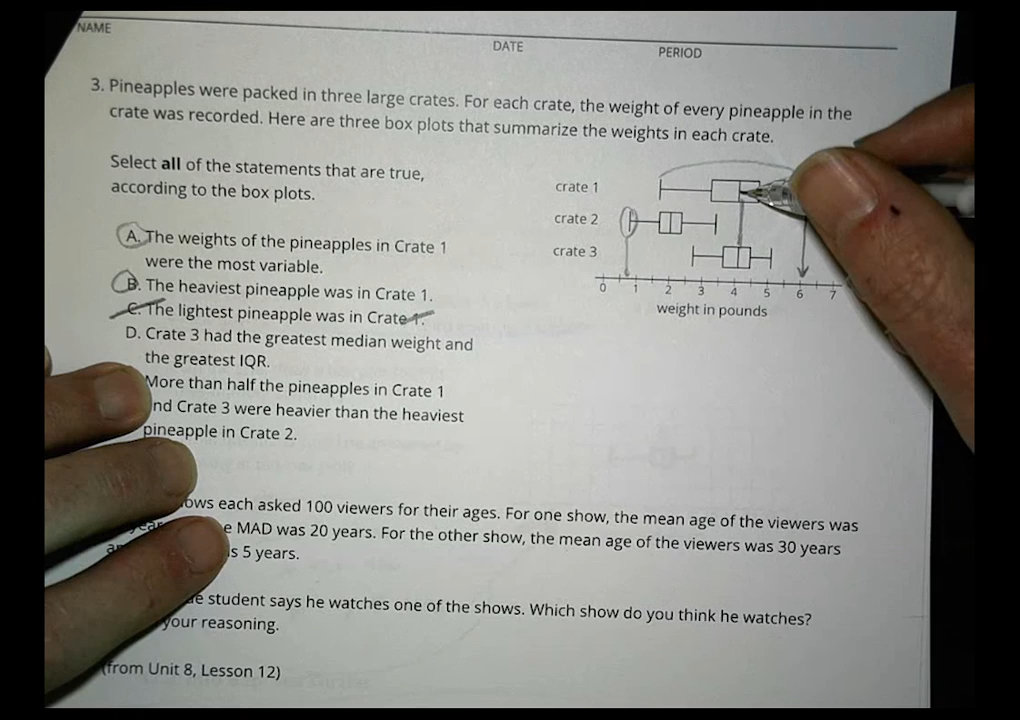 NAME
DATE
PERIOD
3. Pineapples were packed in three large crates. For each crate, the weight of every pineapple in the
crate was recorded. Here are three box plots that summarize the weights in each crate.
Select all of the statements that are true,
according to the box plots.
crate 1
crate 2
crate 3
0 1 2 3 4 5 6 7
weight in pounds
A. The weights of the pineapples in Crate 1
were the most variable.
B. The heaviest pineapple was in Crate 1.
C. The lightest pineapple was in Crate 1.
D. Crate 3 had the greatest median weight and
the greatest IQR.
More than half the pineapples in Crate 1
nd Crate 3 were heavier than the heaviest
pineapple in Crate 2.
ows each asked 100 viewers for their ages. For one show, the mean age of the viewers was
e MAD was 20 years. For the other show, the mean age of the viewers was 30 years
is 5 years.
student says he watches one of the shows. Which show do you think he watches?
your reasoning.
(from Unit 8, Lesson 12)